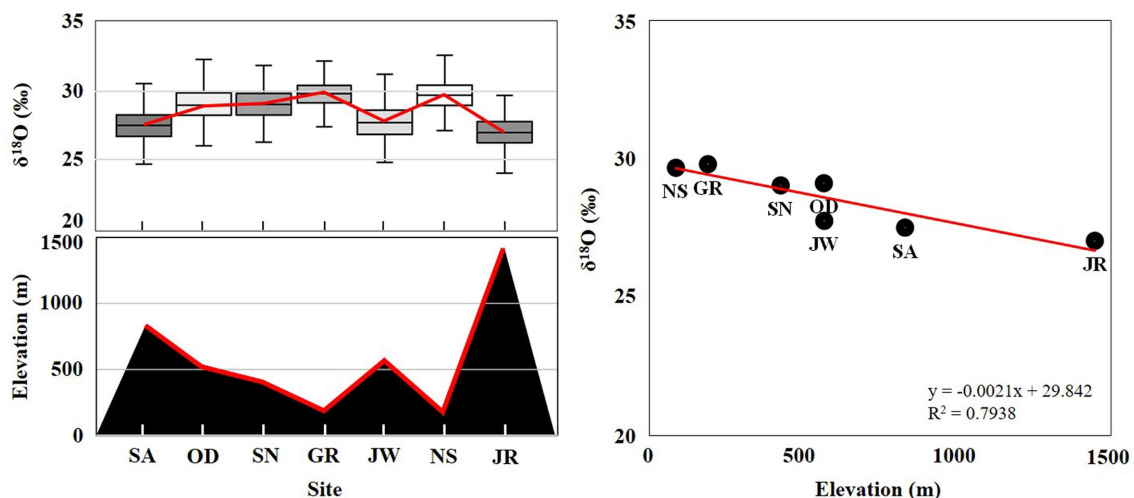 35
30
25
20
δ¹⁸O (‰)
1500
1000
500
0
Elevation (m)
SA OD SN GR JW NS JR
Site
35
30
25
20
δ¹⁸O (‰)
NS GR SN OD JW SA JR
y = -0.0021x + 29.842
R² = 0.7938
0 500 1000 1500
Elevation (m)